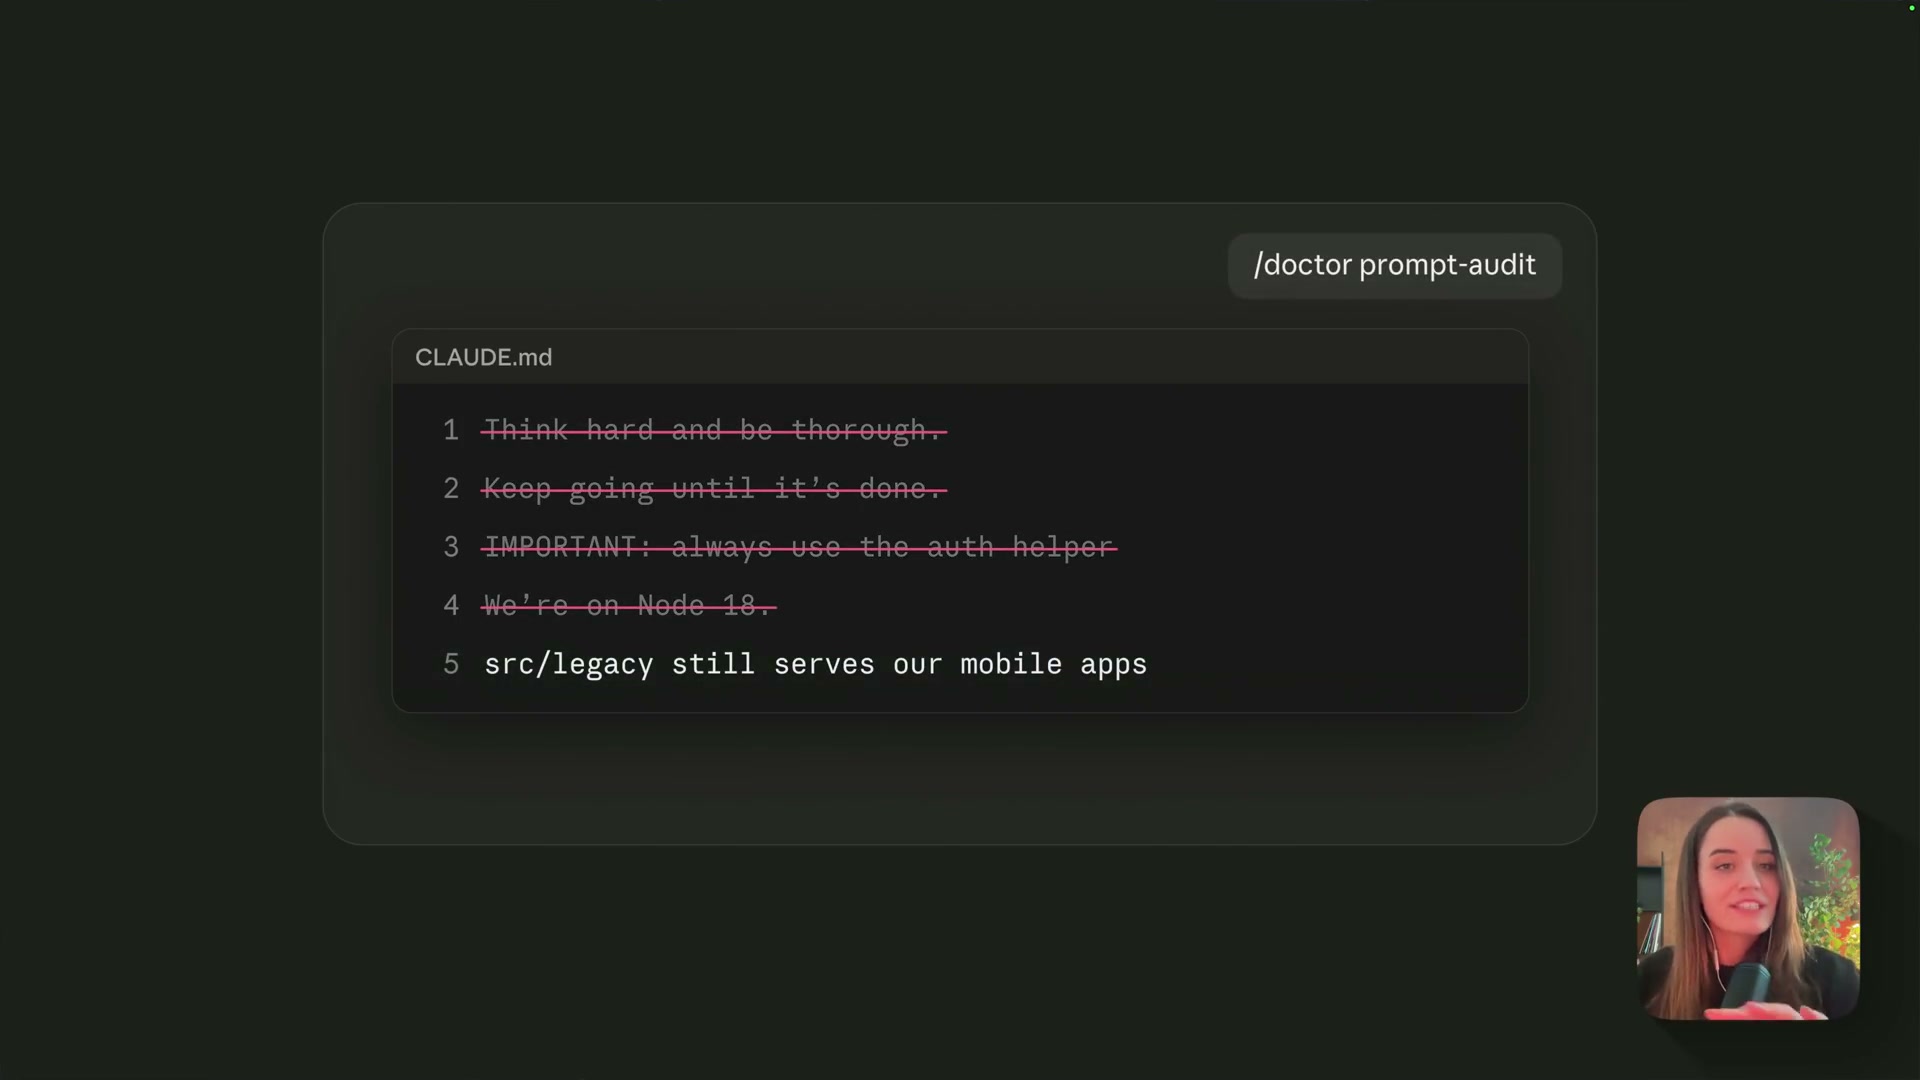 /doctor prompt-audit
CLAUDE.md
1 Think hard and be thorough.
2 Keep going until it’s done.
3 IMPORTANT: always use the auth helper
4 We’re on Node 18.
5 src/legacy still serves our mobile apps